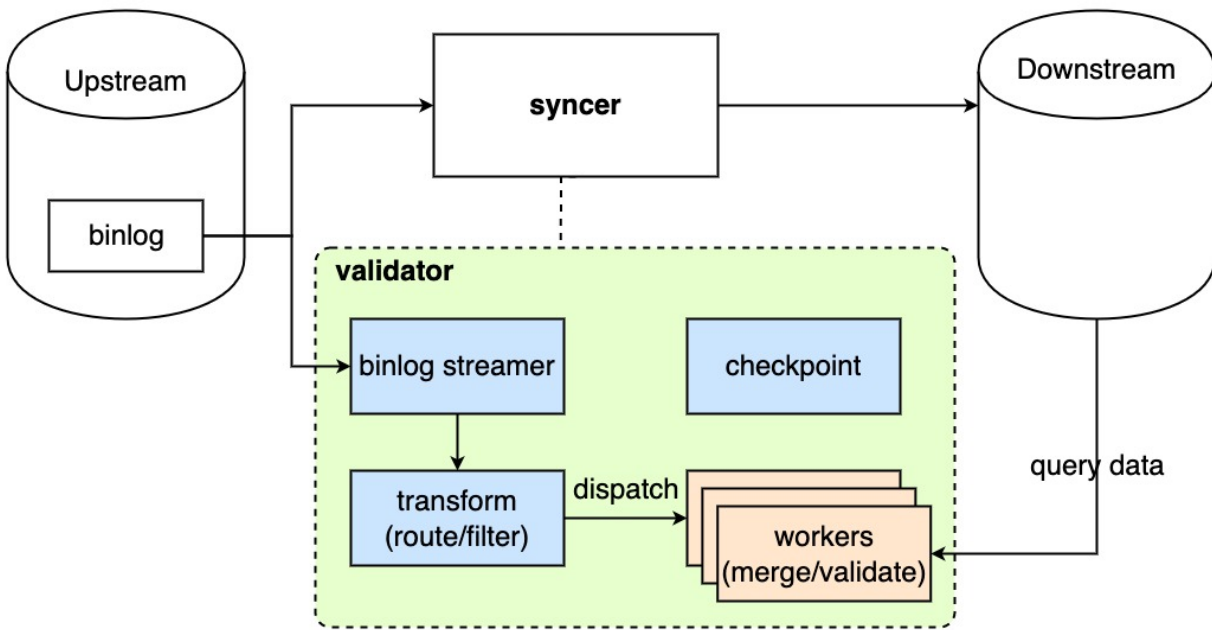 Upstream
syncer
Downstream
binlog
validator
binlog streamer
checkpoint
transform
(route/filter)
dispatch
workers
(merge/validate)
query data